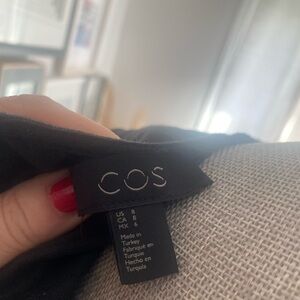 COS
US 8
CA 8
MX 6
Made in
Turkey
Fabriqué en
Turquie
Hecho en
Turquía